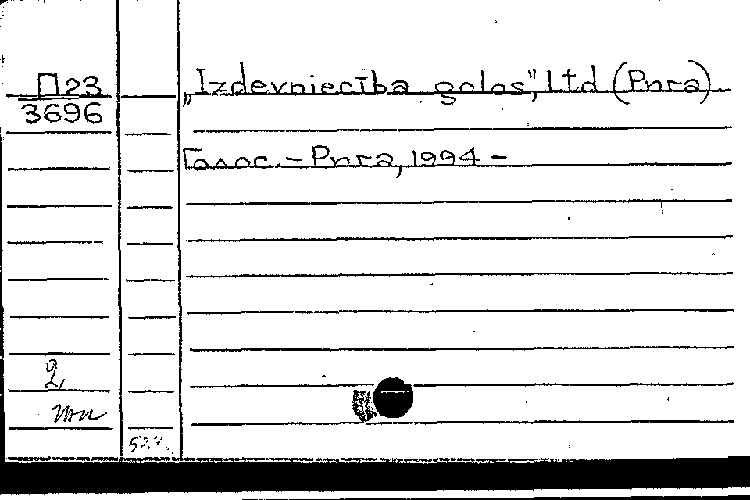 П23
3696
„Izdevniecība golos", Ltd (Рига).
Голос. – Рига, 1994 –
2